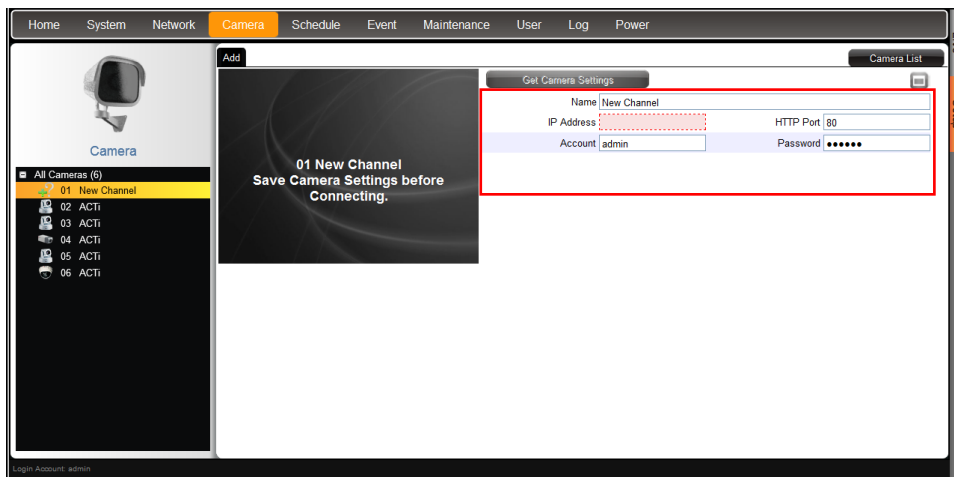 Home System Network Camera Schedule Event Maintenance User Log Power
Add
Camera List
Get Camera Settings
Name New Channel
IP Address HTTP Port 80
Account admin Password ●●●●●●
Camera
All Cameras (6)
01 New Channel
02 ACTi
03 ACTi
04 ACTi
05 ACTi
06 ACTi
01 New Channel
Save Camera Settings before
Connecting.
Login Account: admin